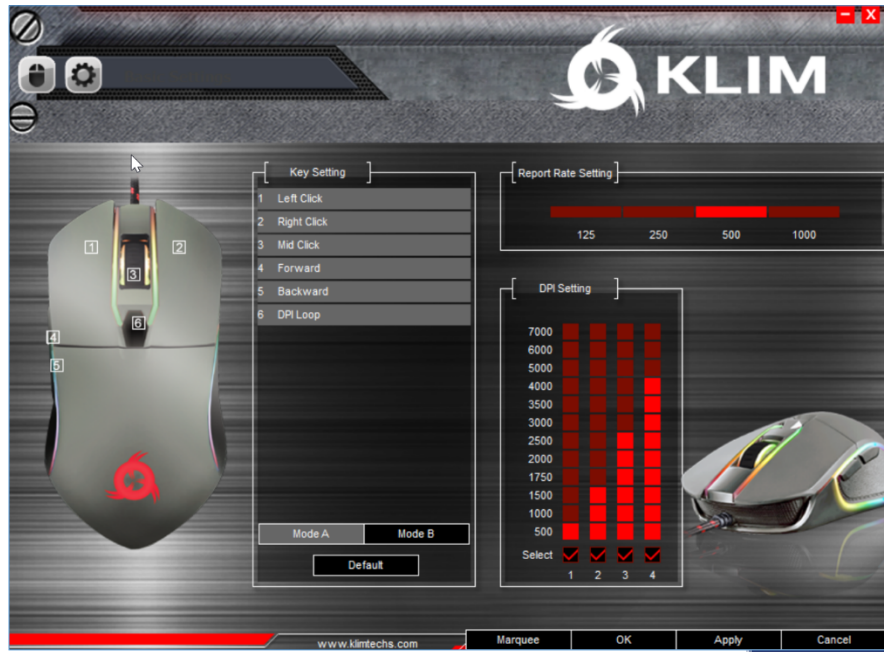 KLIM
Key Setting
1 Left Click
2 Right Click
3 Mid Click
4 Forward
5 Backward
6 DPI Loop
Mode A Mode B
Default
1
2
3
4
5
6
Report Rate Setting
125 250 500 1000
DPI Setting
7000
6000
5000
4000
3500
3000
2500
2000
1750
1500
1000
500
Select
1 2 3 4
www.klimtechs.com
Marquee OK Apply Cancel